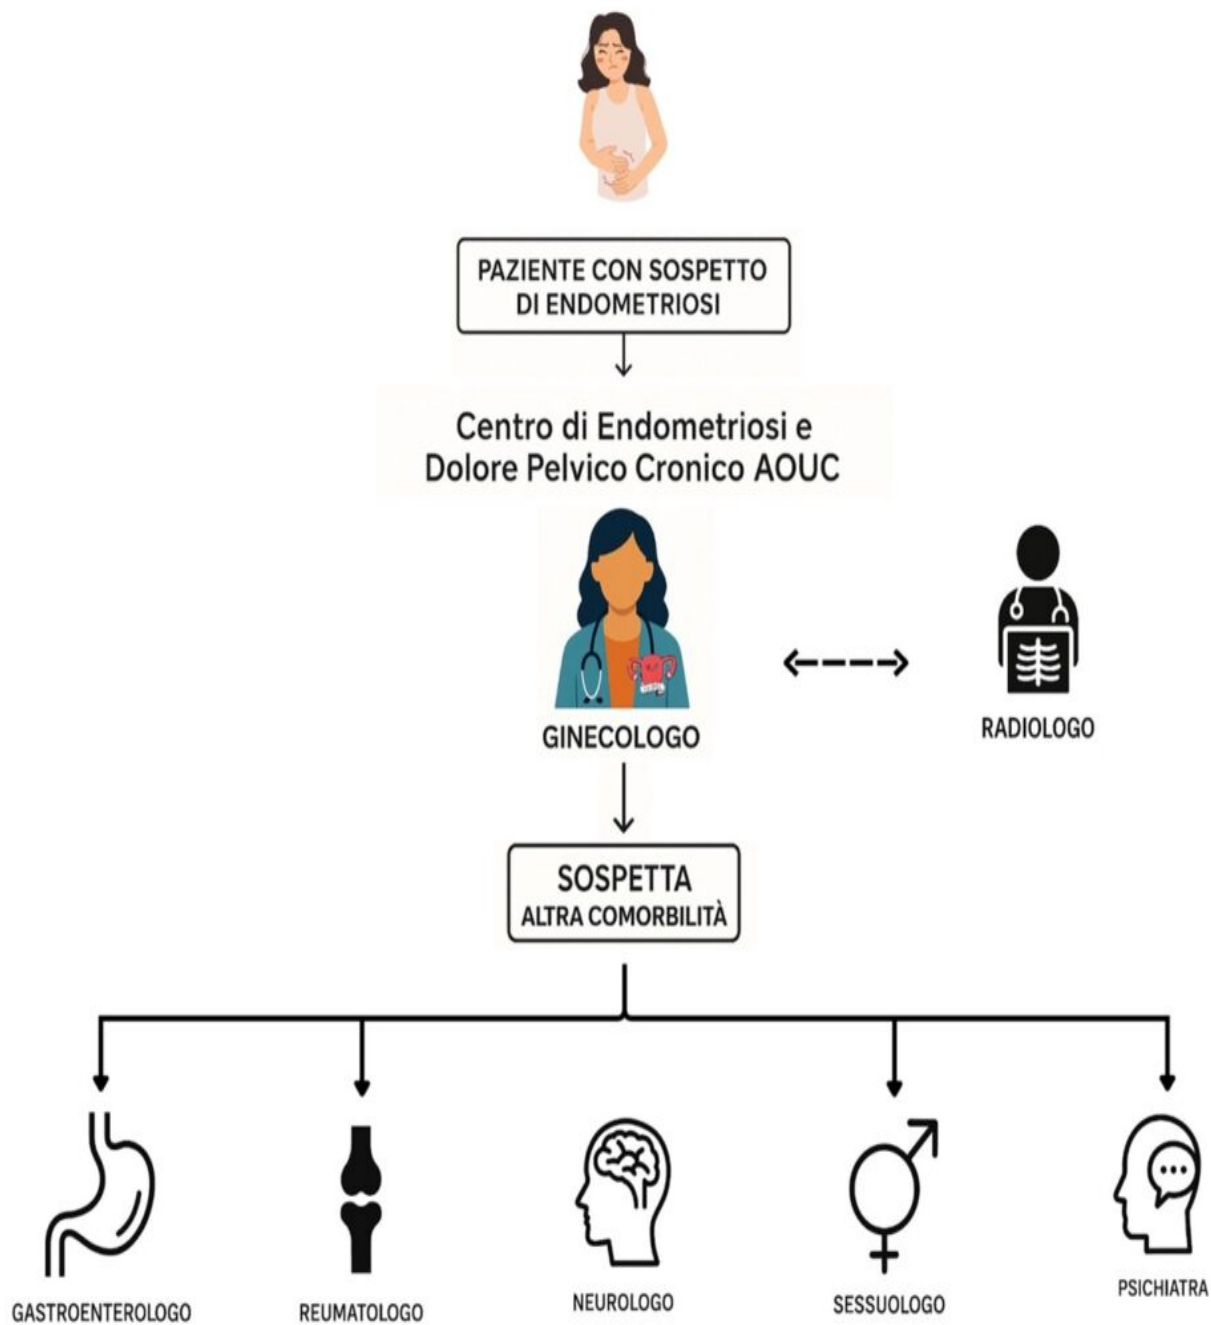 PAZIENTE CON SOSPETTO
DI ENDOMETRIOSI
Centro di Endometriosi e
Dolore Pelvico Cronico AOUC
GINECOLOGO
RADIOLOGO
SOSPETTA
ALTRA COMORBILITÀ
GASTROENTEROLOGO
REUMATOLOGO
NEUROLOGO
SESSUOLOGO
PSICHIATRA